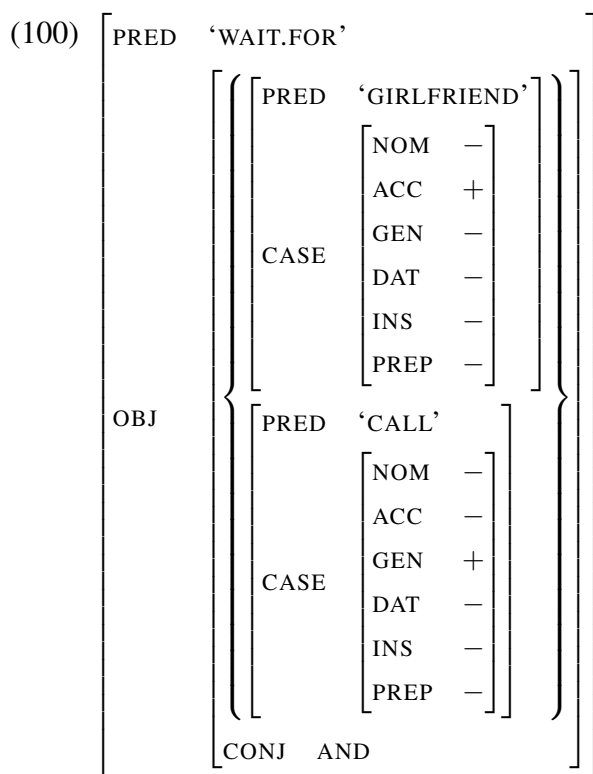 (100) PRED ‘WAIT.FOR’
PRED ‘GIRLFRIEND’
NOM −
ACC +
GEN −
CASE
DAT −
INS −
PREP −
OBJ
PRED ‘CALL’
NOM −
ACC −
GEN +
CASE
DAT −
INS −
PREP −
CONJ AND